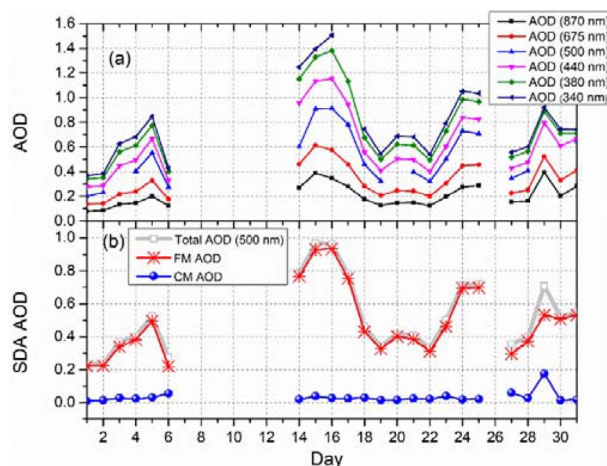 (a)
AOD (870 nm)
AOD (675 nm)
AOD (500 nm)
AOD (440 nm)
AOD (380 nm)
AOD (340 nm)
AOD
1.6
1.4
1.2
1.0
0.8
0.6
0.4
0.2
0.0
(b)
Total AOD (500 nm)
FM AOD
CM AOD
SDA AOD
1.0
0.8
0.6
0.4
0.2
0.0
2 4 6 8 10 12 14 16 18 20 22 24 26 28 30
Day